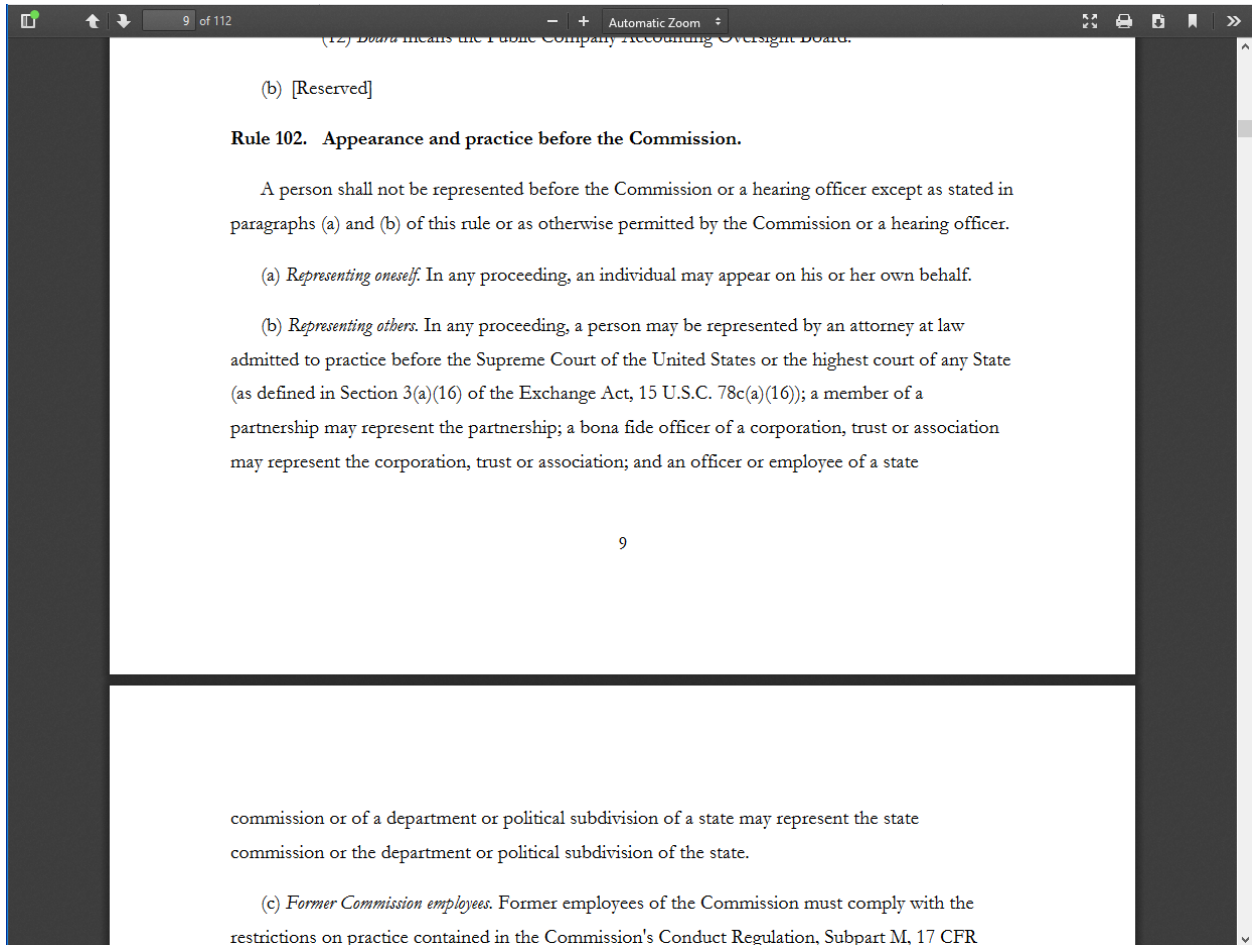 9 of 112
Automatic Zoom
(12) Board means the Public Company Accounting Oversight Board.
(b) [Reserved]
Rule 102. Appearance and practice before the Commission.
A person shall not be represented before the Commission or a hearing officer except as stated in
paragraphs (a) and (b) of this rule or as otherwise permitted by the Commission or a hearing officer.
(a) Representing oneself. In any proceeding, an individual may appear on his or her own behalf.
(b) Representing others. In any proceeding, a person may be represented by an attorney at law
admitted to practice before the Supreme Court of the United States or the highest court of any State
(as defined in Section 3(a)(16) of the Exchange Act, 15 U.S.C. 78c(a)(16)); a member of a
partnership may represent the partnership; a bona fide officer of a corporation, trust or association
may represent the corporation, trust or association; and an officer or employee of a state
9
commission or of a department or political subdivision of a state may represent the state
commission or the department or political subdivision of the state.
(c) Former Commission employees. Former employees of the Commission must comply with the
restrictions on practice contained in the Commission's Conduct Regulation, Subpart M, 17 CFR